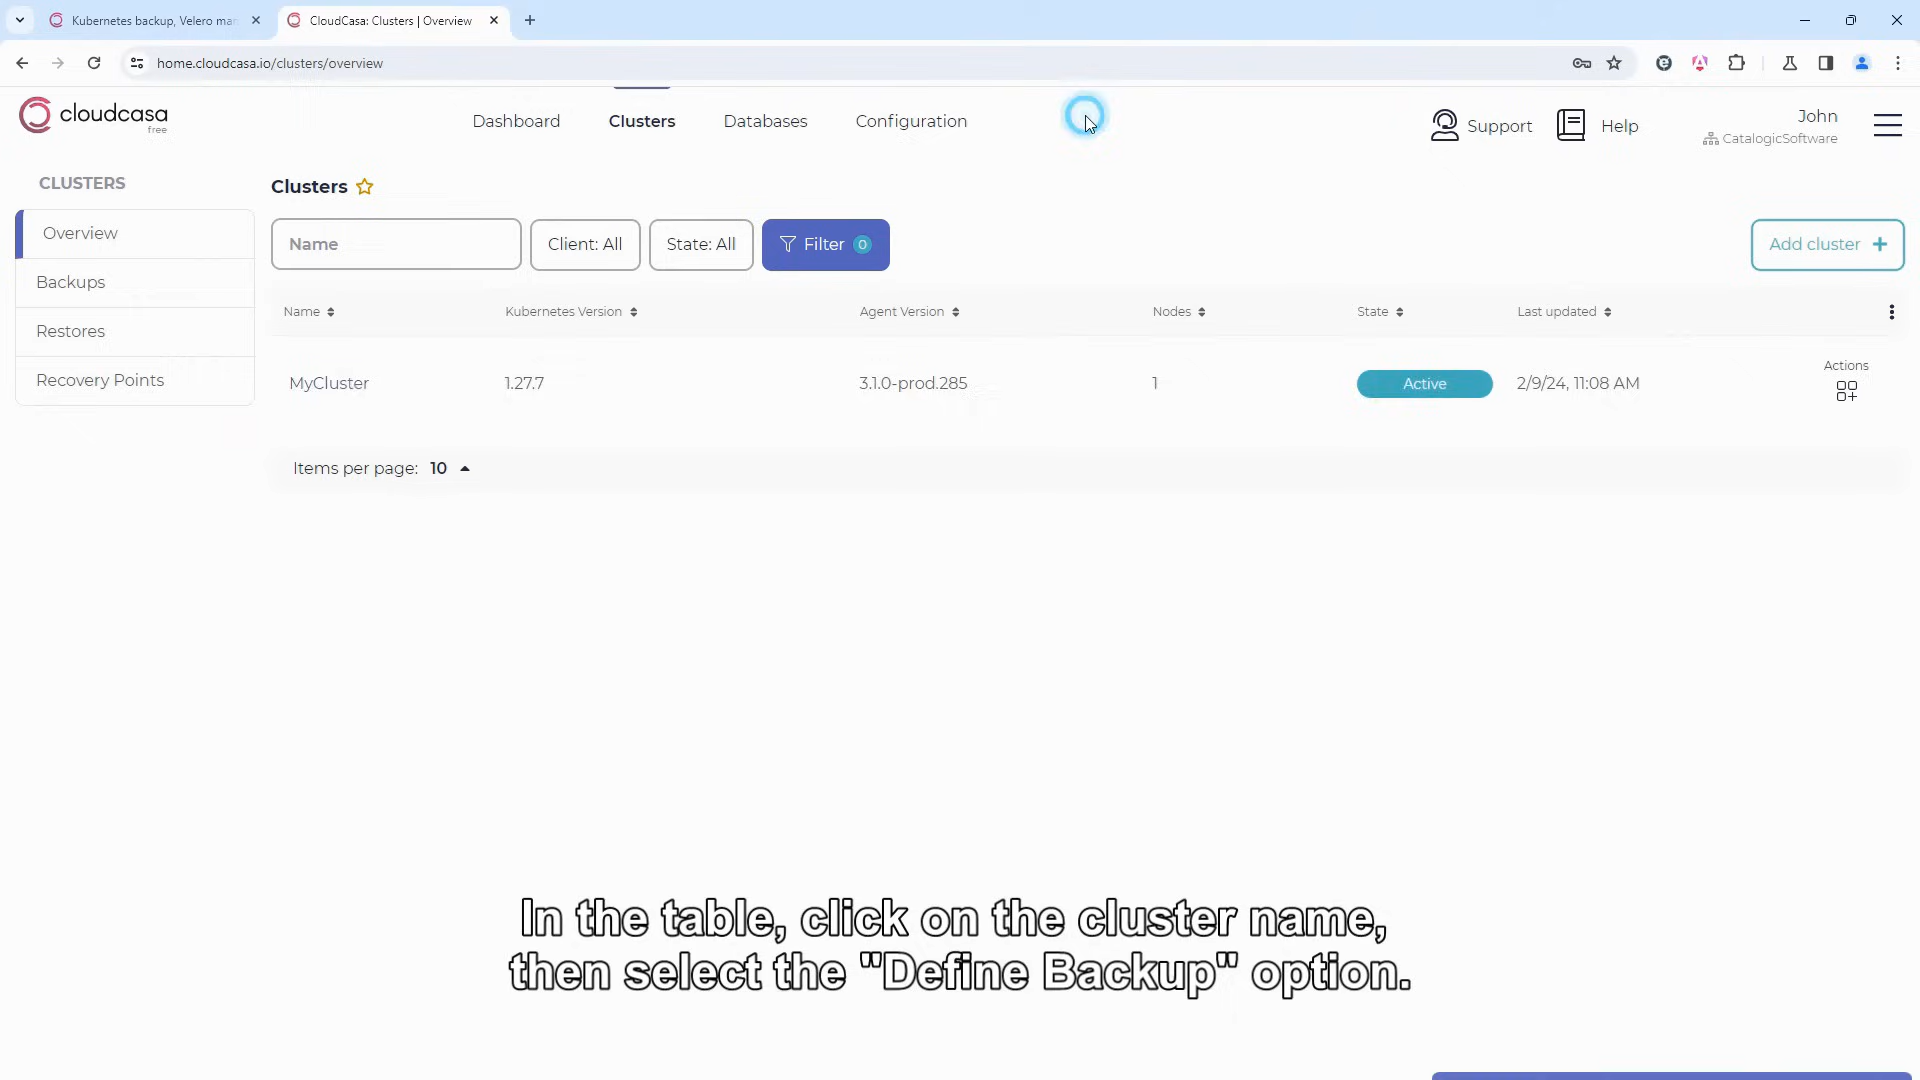 Kubernetes backup, Velero mar
CloudCasa: Clusters | Overview
home.cloudcasa.io/clusters/overview
cloudcasa
free
Dashboard
Clusters
Databases
Configuration
Support
Help
John
CatalogicSoftware
CLUSTERS
Overview
Backups
Restores
Recovery Points
Clusters
Name
Client: All
State: All
Filter 0
Add cluster +
Name
Kubernetes Version
Agent Version
Nodes
State
Last updated
MyCluster
1.27.7
3.1.0-prod.285
1
Active
2/9/24, 11:08 AM
Actions
Items per page: 10
In the table, click on the cluster name,
then select the "Define Backup" option.